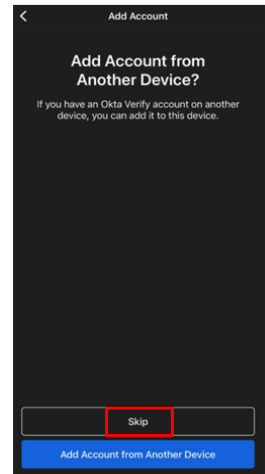 Add Account
Add Account from
Another Device?
If you have an Okta Verify account on another
device, you can add it to this device.
Skip
Add Account from Another Device